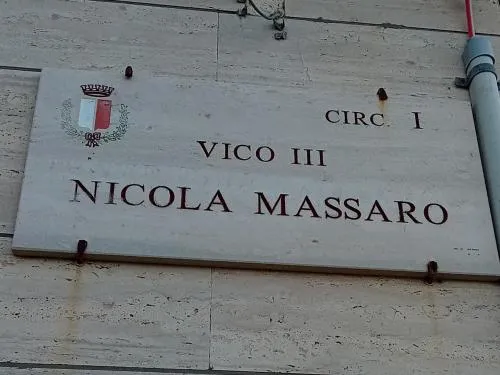 CIRC. I
VICO III
NICOLA MASSARO